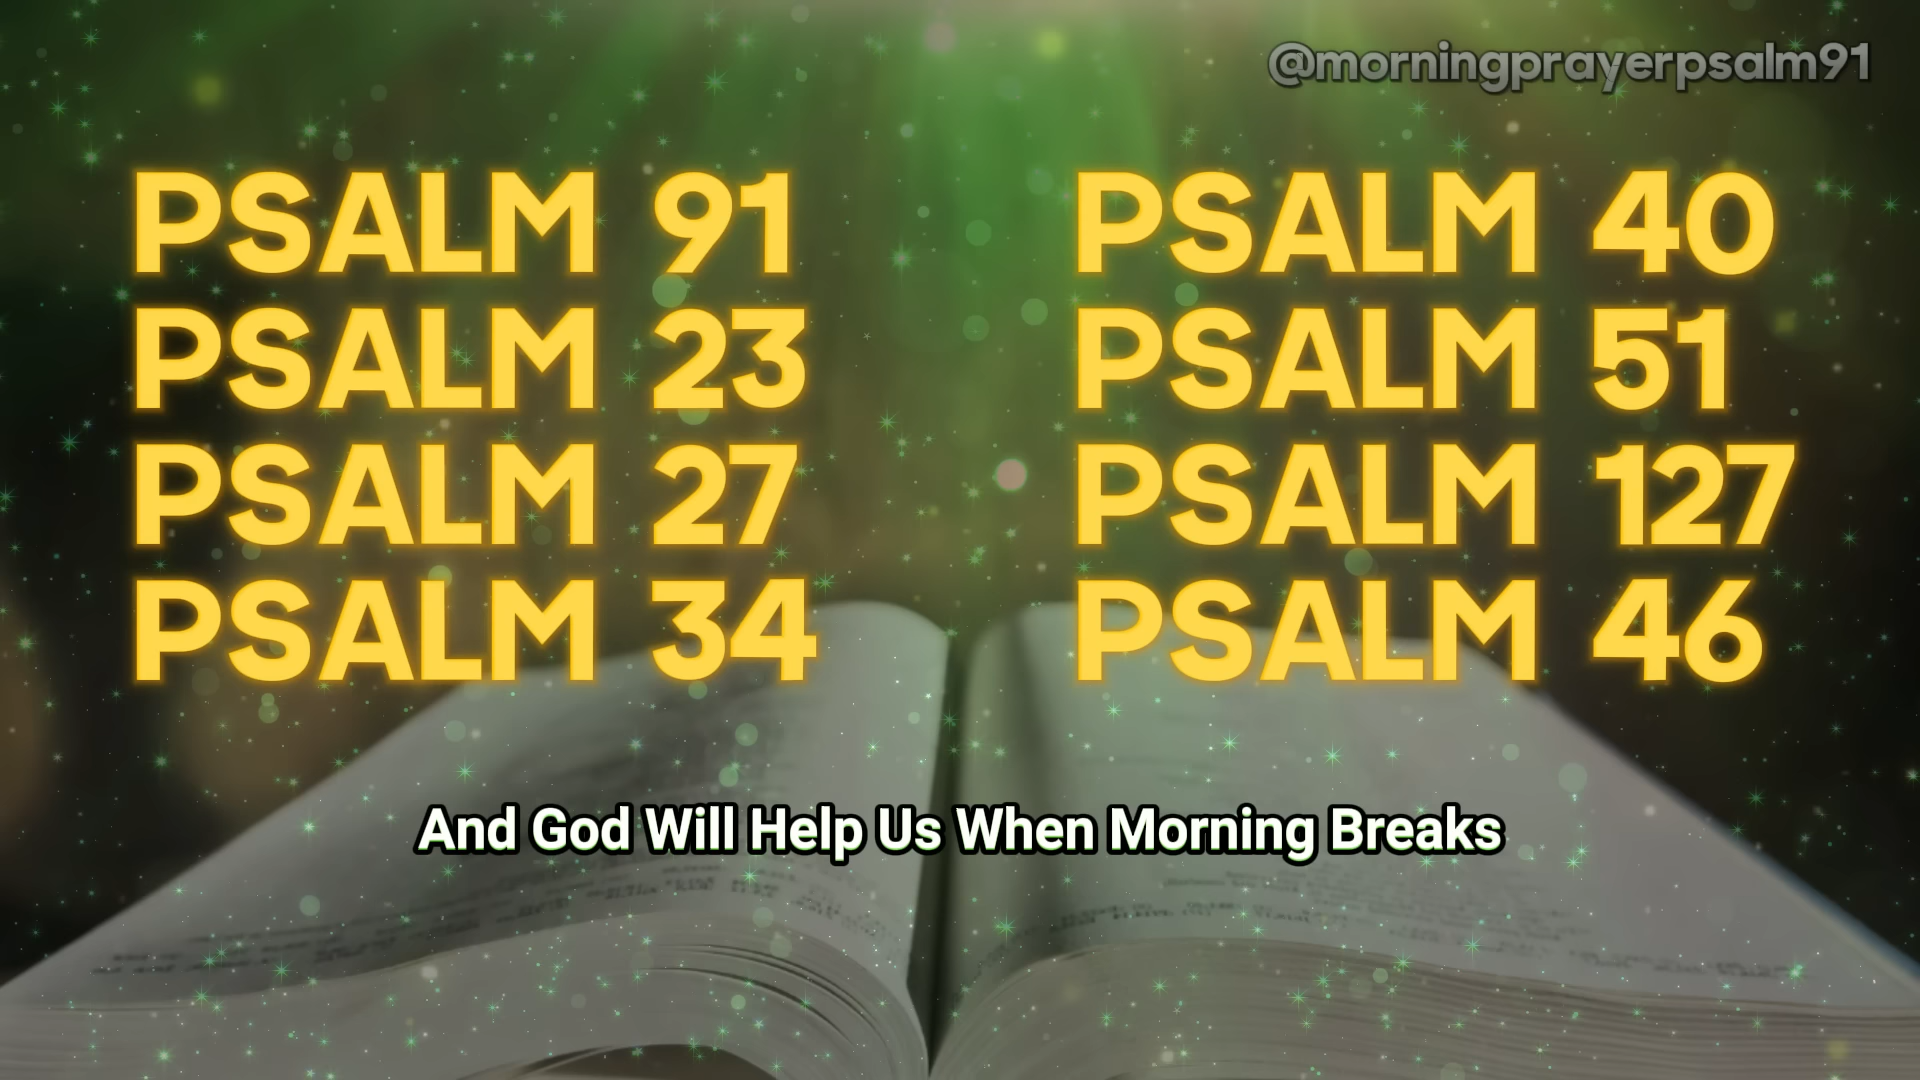 @morningprayerpsalm91
PSALM 91
PSALM 23
PSALM 27
PSALM 34
PSALM 40
PSALM 51
PSALM 127
PSALM 46
And God Will Help Us When Morning Breaks